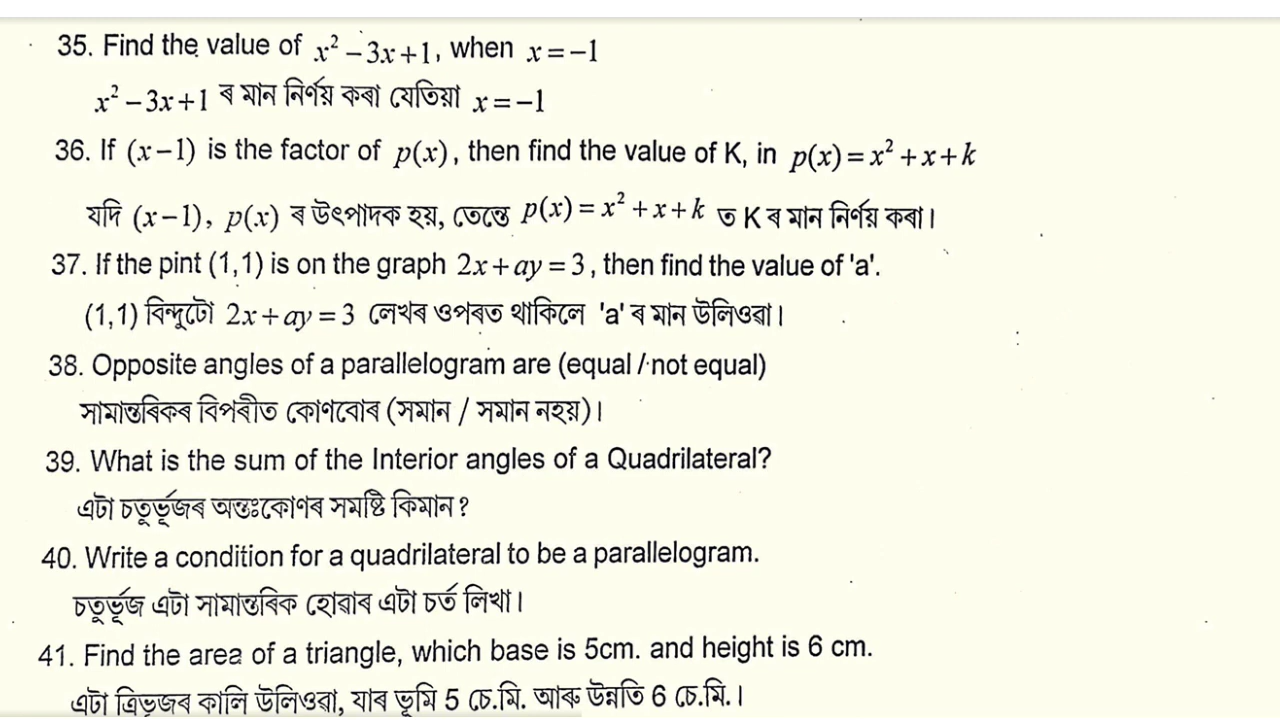 35. Find the value of x² – 3x+1, when x = –1
x² – 3x+1 ৰ মান নিৰ্ণয় কৰা যেতিয়া x = –1
36. If (x–1) is the factor of p(x), then find the value of K, in p(x) = x² + x + k
যদি (x–1), p(x) ৰ উৎপাদক হয়, তেন্তে p(x) = x² + x + k ত K ৰ মান নিৰ্ণয় কৰা।
37. If the pint (1,1) is on the graph 2x + ay = 3, then find the value of 'a'.
(1,1) বিন্দুটো 2x + ay = 3 লেখৰ ওপৰত থাকিলে 'a' ৰ মান উলিওৱা।
38. Opposite angles of a parallelogram are (equal / not equal)
সামান্তৰিকৰ বিপৰীত কোণবোৰ (সমান / সমান নহয়)।
39. What is the sum of the Interior angles of a Quadrilateral?
এটা চতুৰ্ভূজৰ অন্তঃকোণৰ সমষ্টি কিমান?
40. Write a condition for a quadrilateral to be a parallelogram.
চতুৰ্ভূজ এটা সামান্তৰিক হোৱাৰ এটা চৰ্ত লিখা।
41. Find the area of a triangle, which base is 5cm. and height is 6 cm.
এটা ত্ৰিভূজৰ কালি উলিওৱা, যাৰ ভূমি 5 চে.মি. আৰু উন্নতি 6 চে.মি.।